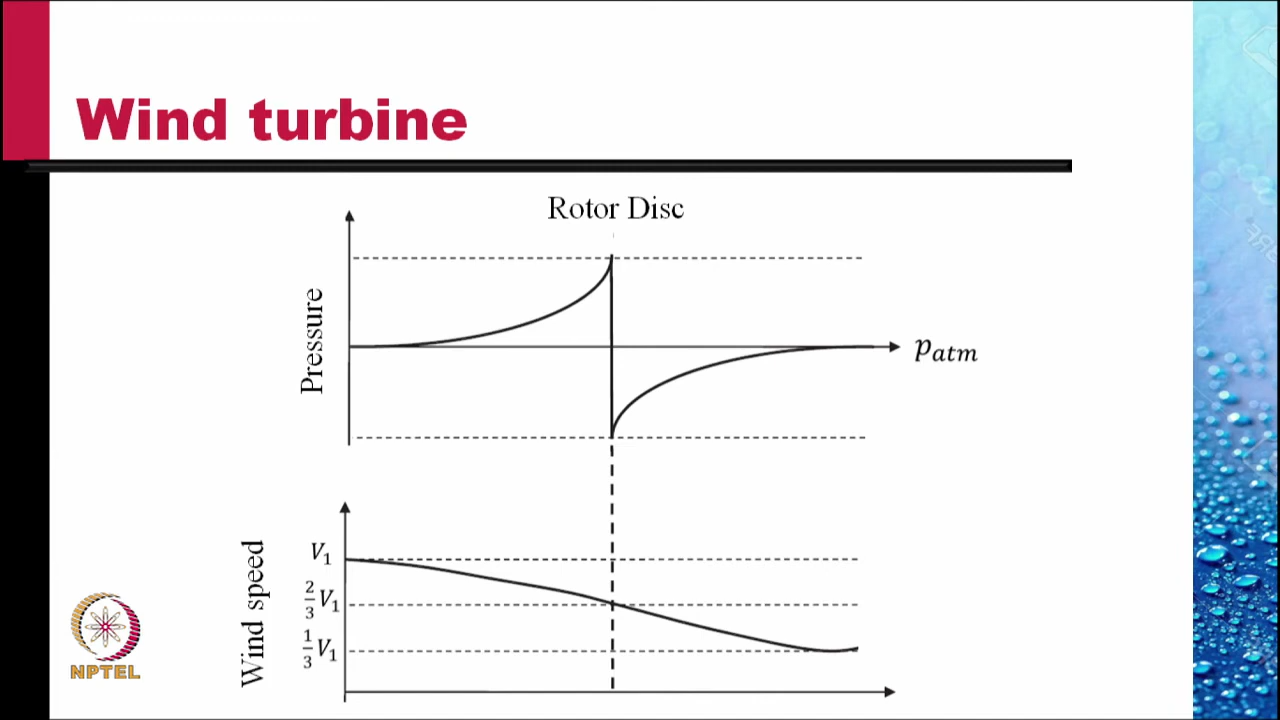 Wind turbine
Rotor Disc
Pressure
p_atm
Wind speed
V₁
2/3 V₁
1/3 V₁
NPTEL